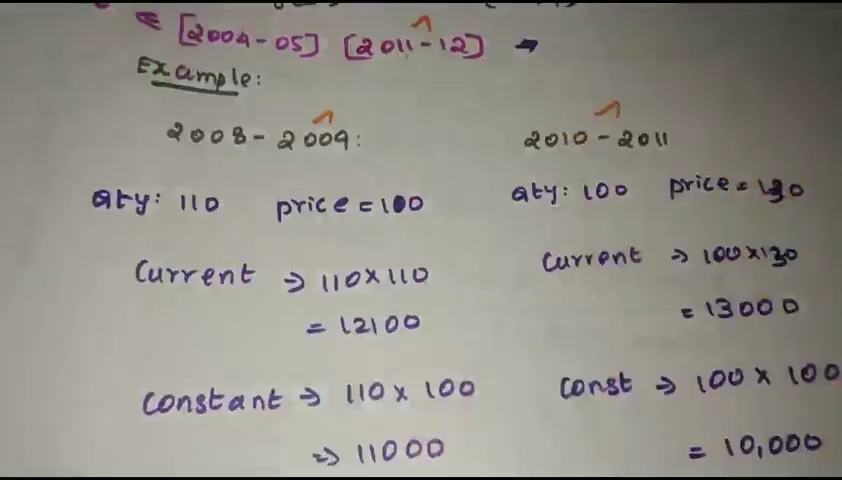 [2004-05] [2011-12] →
Example:
2008-2009:
qty: 110 price = 100
Current → 110 x 110
= 12100
Constant → 110 x 100
⇒ 11000
2010-2011
qty: 100 price = 130
Current → 100 x 130
= 13000
Const → 100 x 100
= 10,000